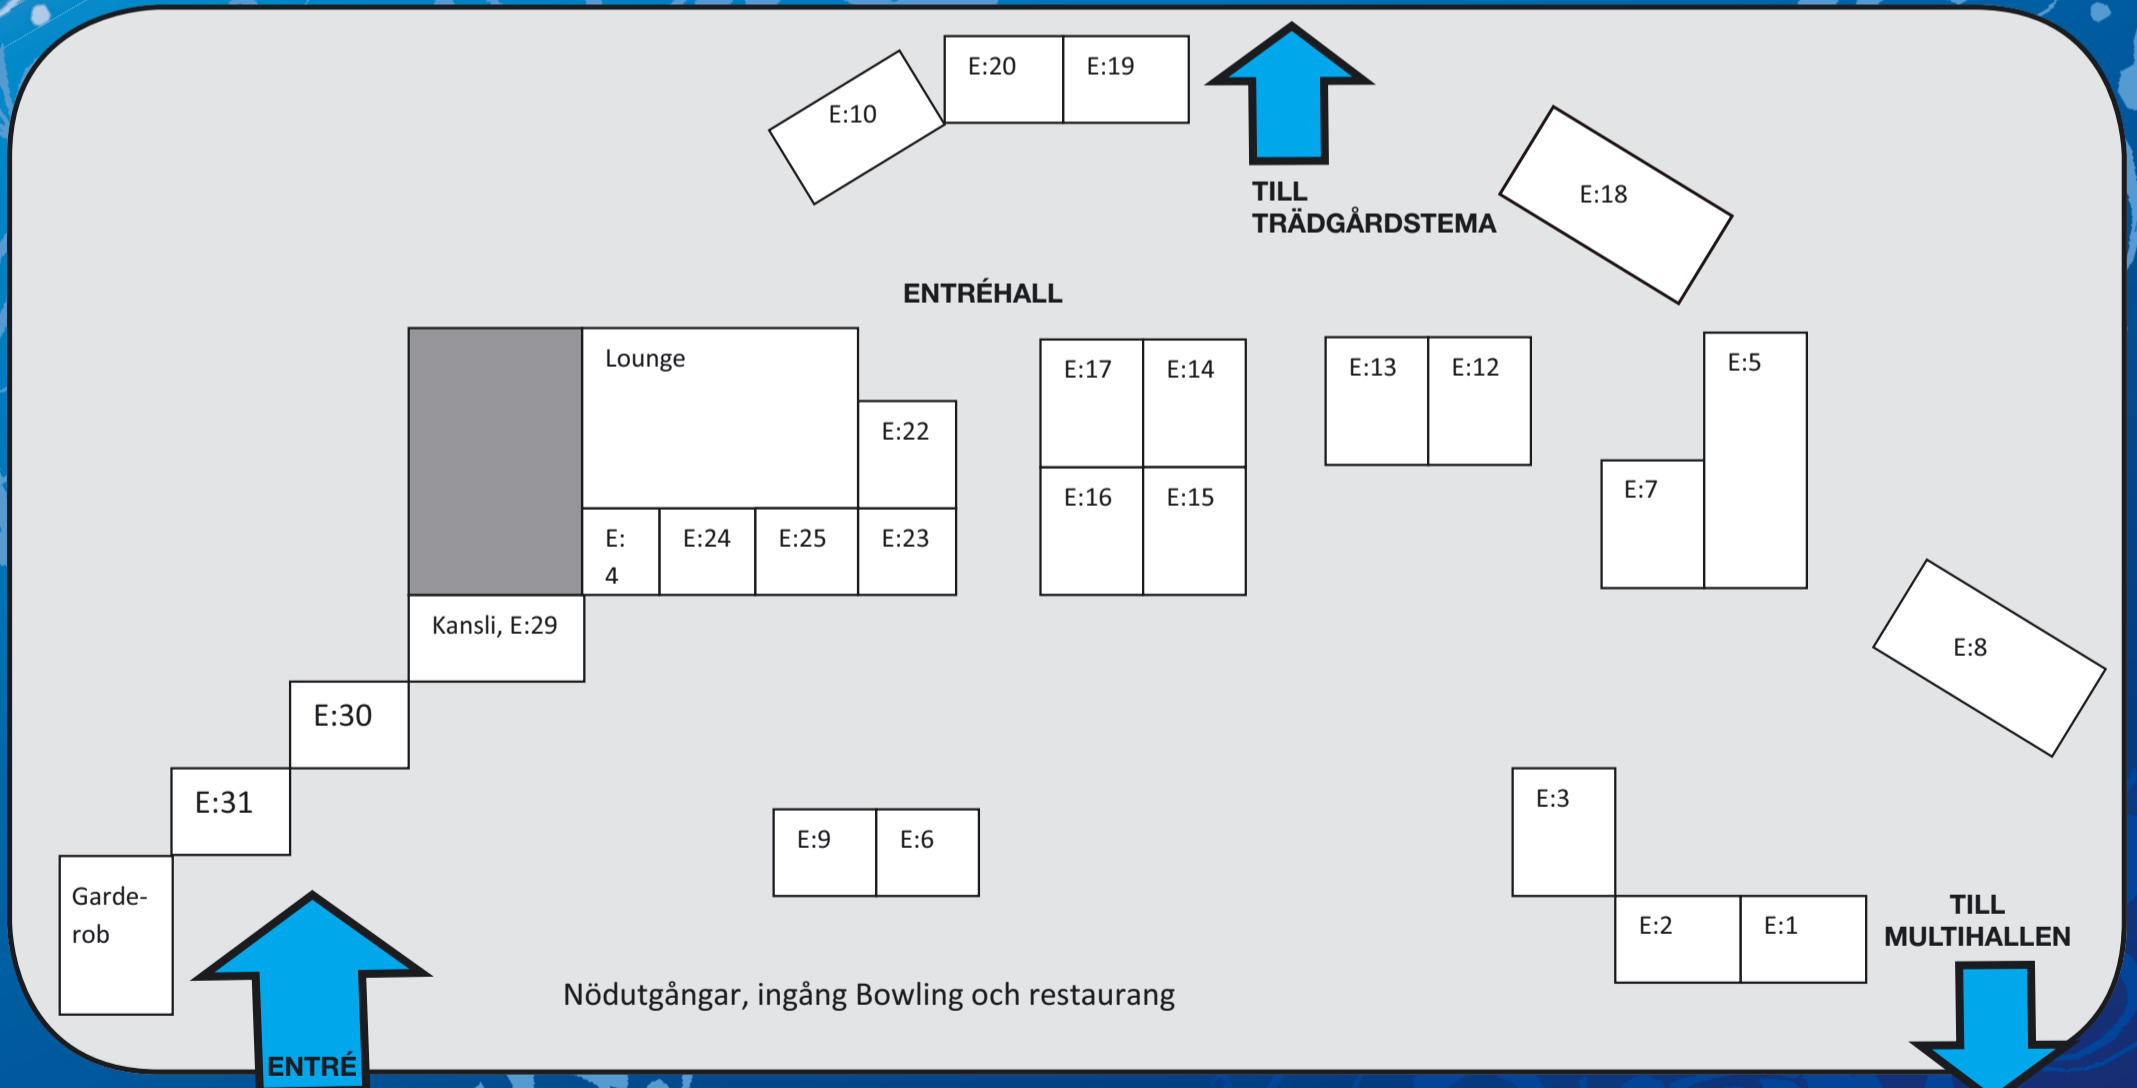 E:20
E:19
E:10
TILL
TRÄDGÅRDSTEMA
E:18
ENTRÉHALL
Lounge
E:17
E:14
E:13
E:12
E:5
E:22
E:16
E:15
E:7
E:
4
E:24
E:25
E:23
Kansli, E:29
E:8
E:30
E:31
E:3
E:9
E:6
Garde-
rob
E:2
E:1
TILL
MULTIHALLEN
Nödutgångar, ingång Bowling och restaurang
ENTRÉ